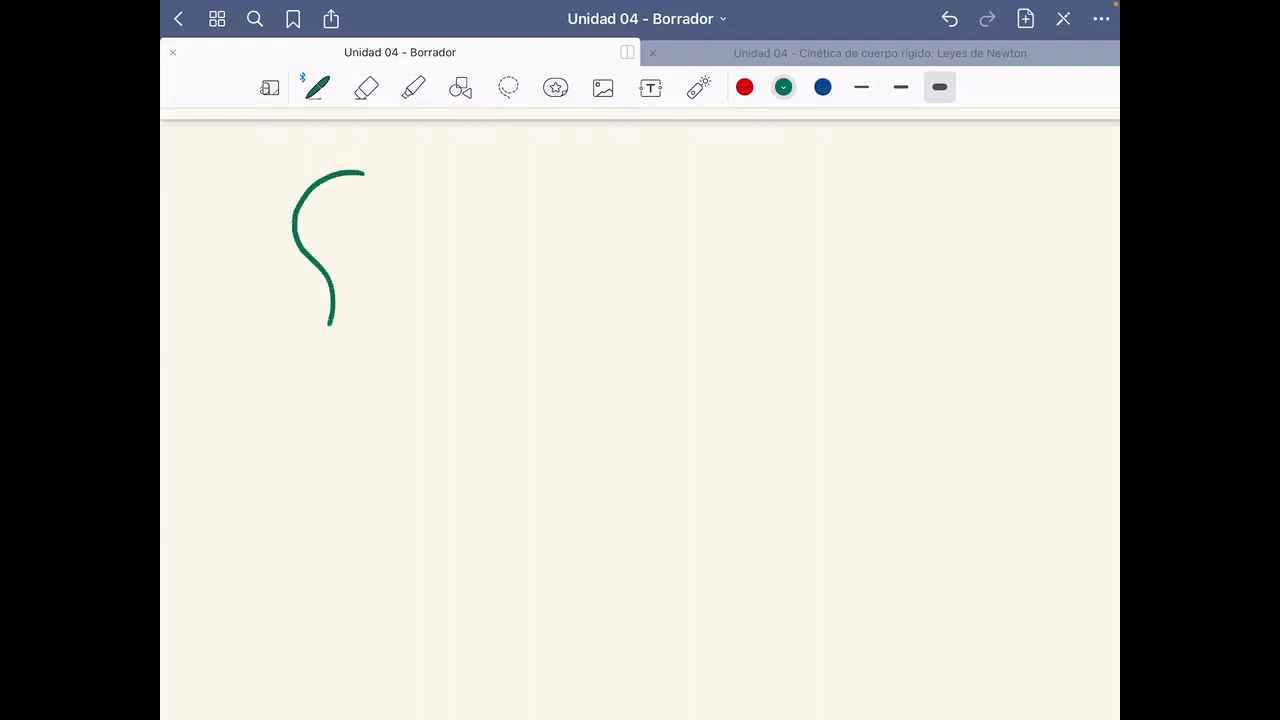 Unidad 04 - Borrador
Unidad 04 - Borrador
Unidad 04 - Cinética de cuerpo rígido: Leyes de Newton
T